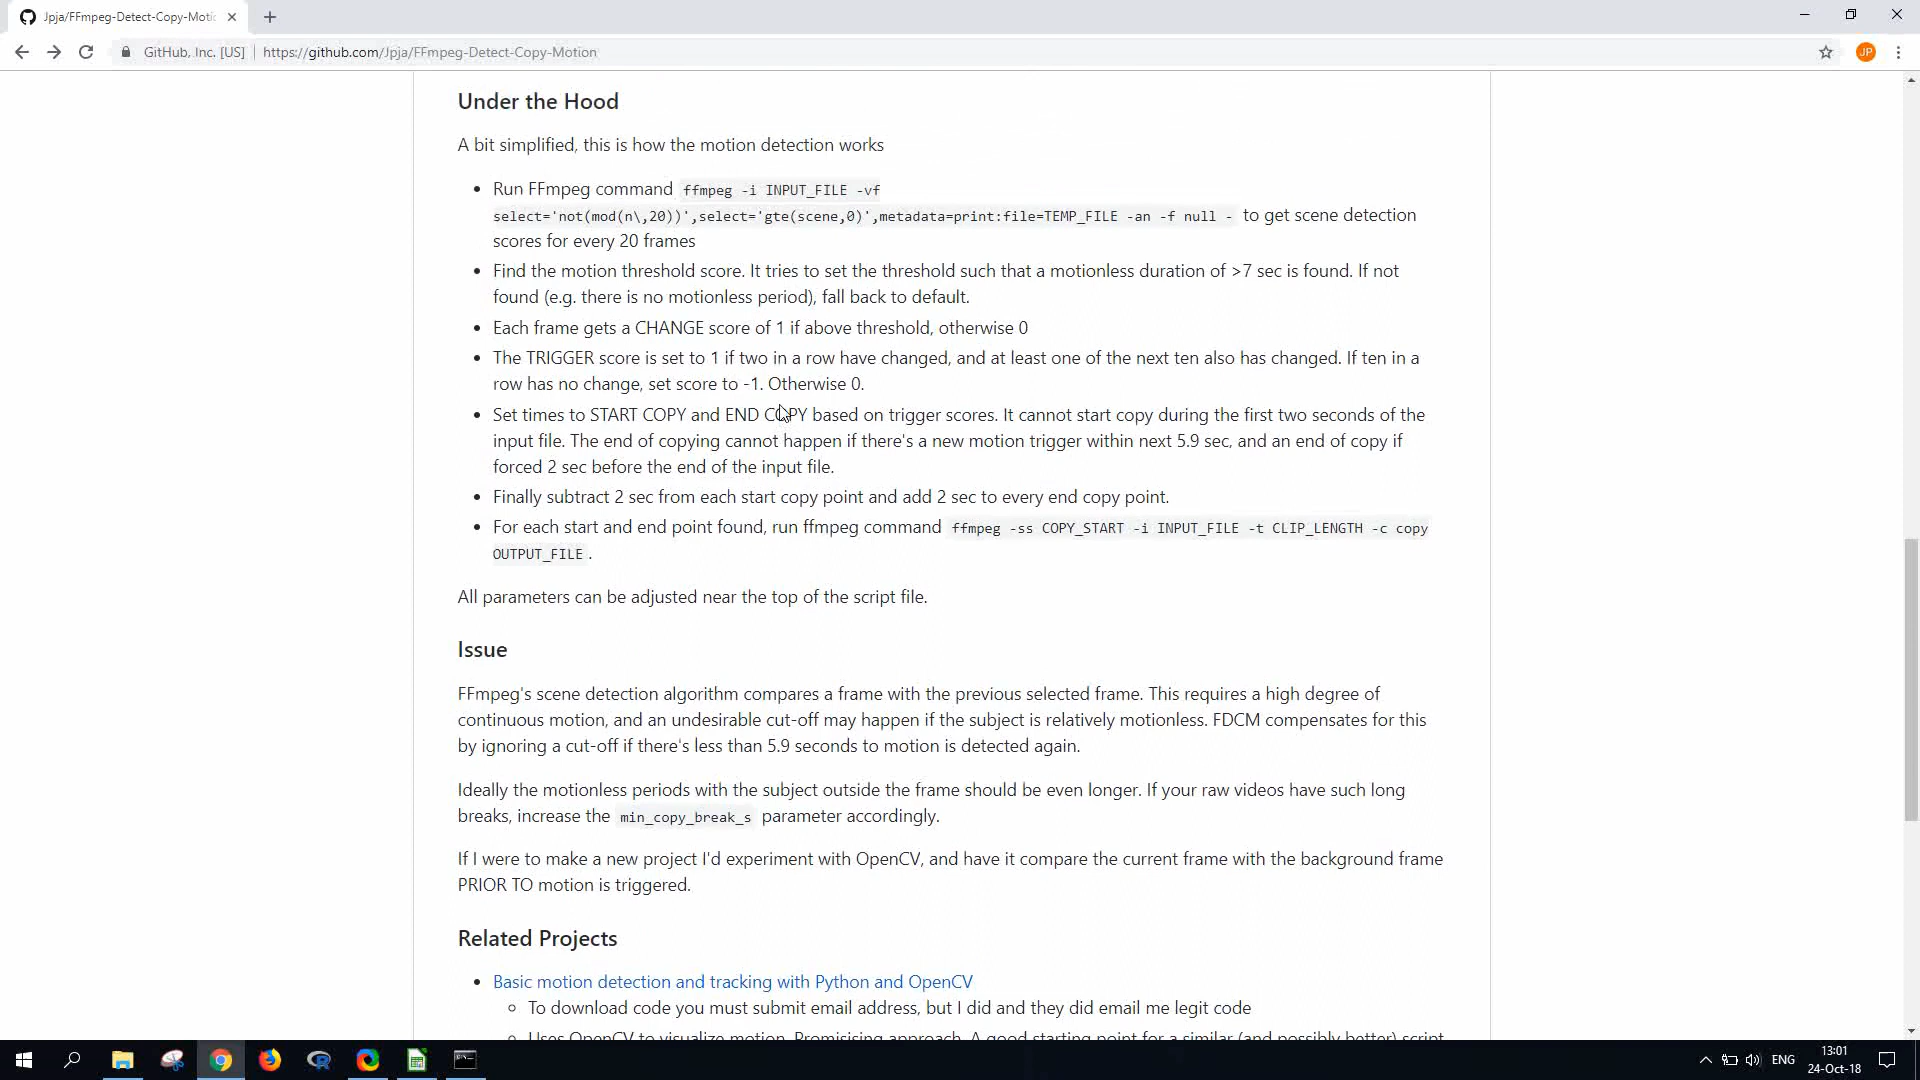 Jpja/FFmpeg-Detect-Copy-Motic
GitHub, Inc. [US]
https://github.com/Jpja/FFmpeg-Detect-Copy-Motion
JP
Under the Hood
A bit simplified, this is how the motion detection works
• Run FFmpeg command ffmpeg -i INPUT_FILE -vf
select='not(mod(n\,20))',select='gte(scene,0)',metadata=print:file=TEMP_FILE -an -f null - to get scene detection
scores for every 20 frames
• Find the motion threshold score. It tries to set the threshold such that a motionless duration of >7 sec is found. If not
found (e.g. there is no motionless period), fall back to default.
• Each frame gets a CHANGE score of 1 if above threshold, otherwise 0
• The TRIGGER score is set to 1 if two in a row have changed, and at least one of the next ten also has changed. If ten in a
row has no change, set score to -1. Otherwise 0.
• Set times to START COPY and END COPY based on trigger scores. It cannot start copy during the first two seconds of the
input file. The end of copying cannot happen if there's a new motion trigger within next 5.9 sec, and an end of copy if
forced 2 sec before the end of the input file.
• Finally subtract 2 sec from each start copy point and add 2 sec to every end copy point.
• For each start and end point found, run ffmpeg command ffmpeg -ss COPY_START -i INPUT_FILE -t CLIP_LENGTH -c copy
OUTPUT_FILE .
All parameters can be adjusted near the top of the script file.
Issue
FFmpeg's scene detection algorithm compares a frame with the previous selected frame. This requires a high degree of
continuous motion, and an undesirable cut-off may happen if the subject is relatively motionless. FDCM compensates for this
by ignoring a cut-off if there's less than 5.9 seconds to motion is detected again.
Ideally the motionless periods with the subject outside the frame should be even longer. If your raw videos have such long
breaks, increase the min_copy_break_s parameter accordingly.
If I were to make a new project I'd experiment with OpenCV, and have it compare the current frame with the background frame
PRIOR TO motion is triggered.
Related Projects
• Basic motion detection and tracking with Python and OpenCV
○ To download code you must submit email address, but I did and they did email me legit code
○ Uses OpenCV to visualize motion. Promisising approach. A good starting point for a similar (and possibly better) script
ENG
13:01
24-Oct-18